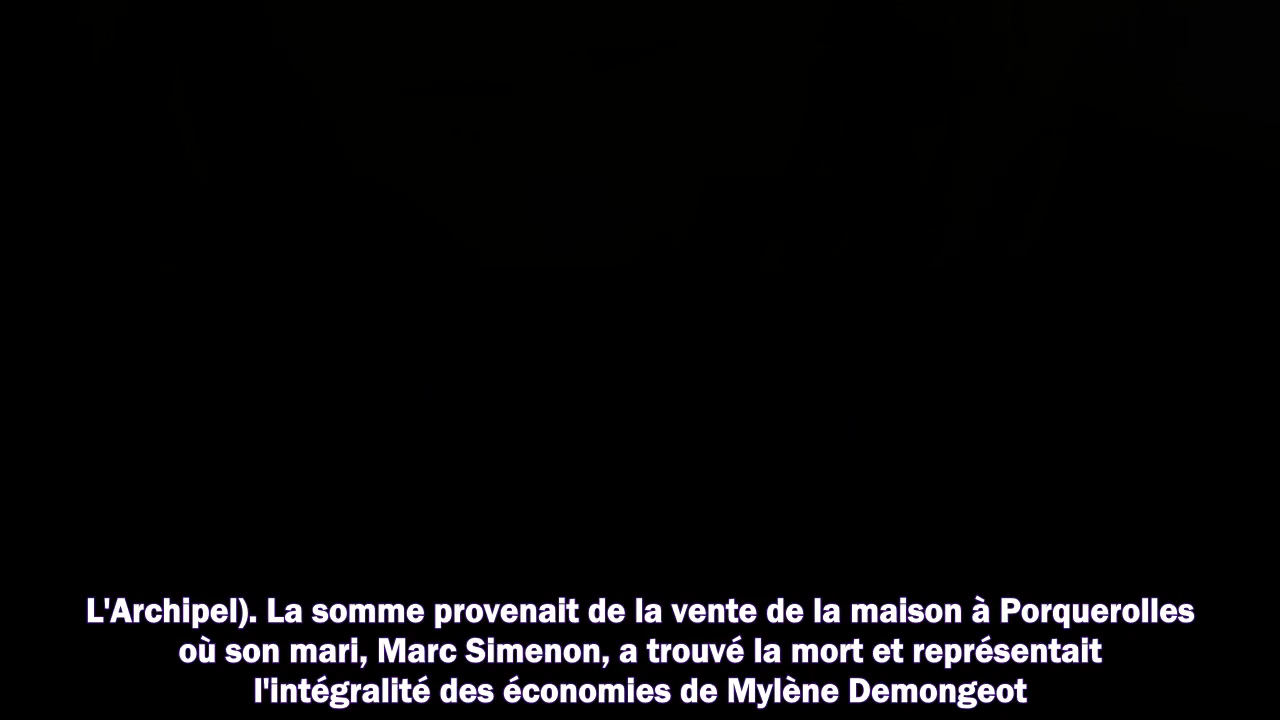 L'Archipel). La somme provenait de la vente de la maison à Porquerolles
où son mari, Marc Simenon, a trouvé la mort et représentait
l'intégralité des économies de Mylène Demongeot